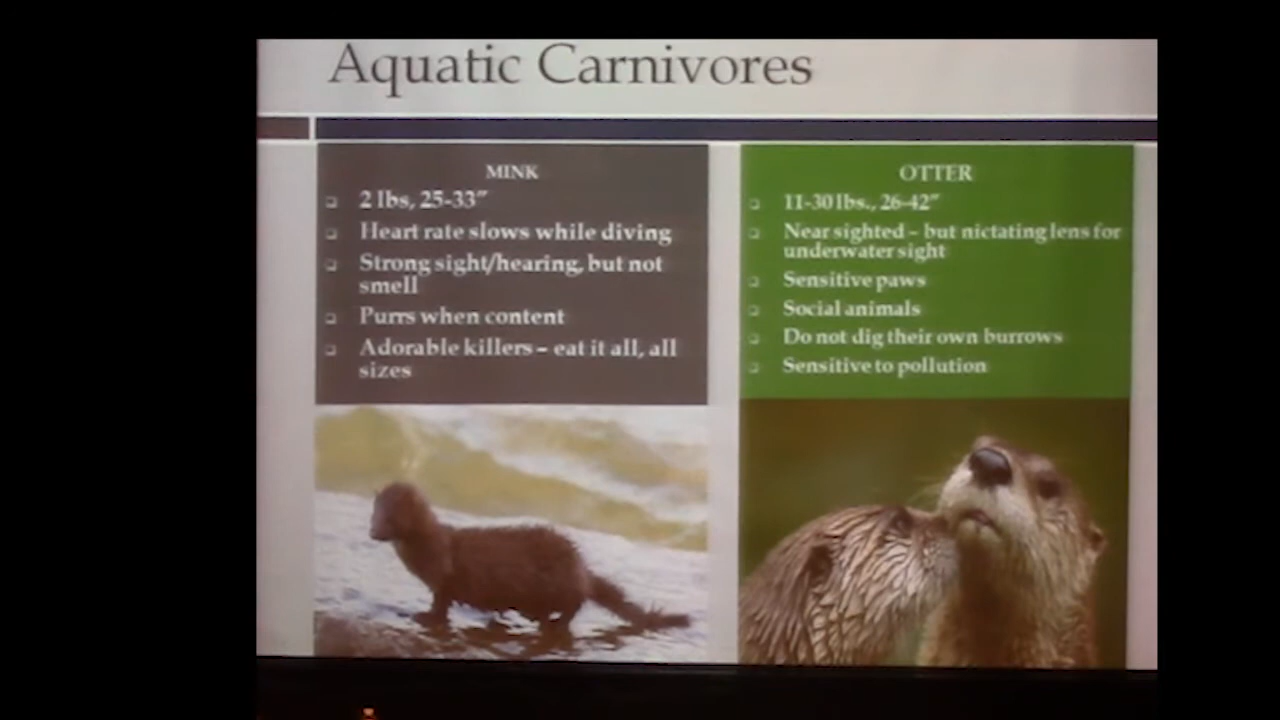 Aquatic Carnivores
MINK
2 lbs, 25-33”
Heart rate slows while diving
Strong sight/hearing, but not
smell
Purrs when content
Adorable killers – eat it all, all
sizes
OTTER
11-30 lbs., 26-42”
Near sighted – but nictating lens for
underwater sight
Sensitive paws
Social animals
Do not dig their own burrows
Sensitive to pollution